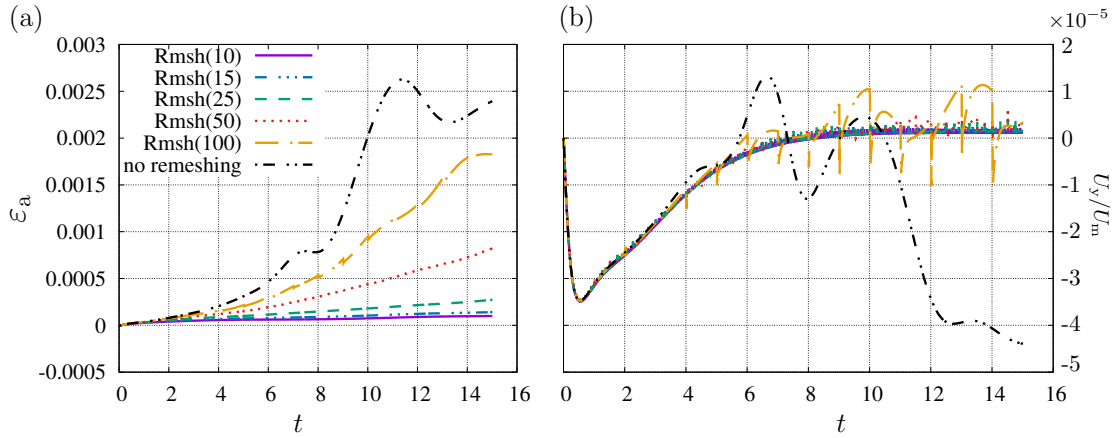 (a)
0.003
0.0025
0.002
0.0015
0.001
0.0005
0
-0.0005
εa
Rmsh(10)
Rmsh(15)
Rmsh(25)
Rmsh(50)
Rmsh(100)
no remeshing
0 2 4 6 8 10 12 14 16
t
(b)
×10−5
2
1
0
-1
-2
-3
-4
-5
Uy/Um
0 2 4 6 8 10 12 14 16
t